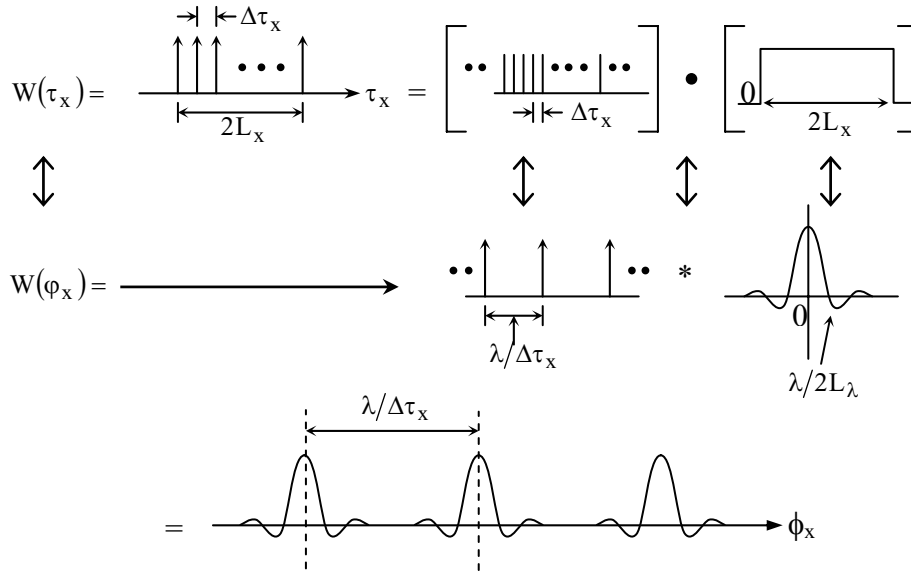 Δτx
W(τx) = τx = [ •• ••• •• ] • [ 0 ]
2Lx Δτx 2Lx
W(φx) = •• •• * 0
λ/Δτx λ/2Lλ
λ/Δτx
= ϕx